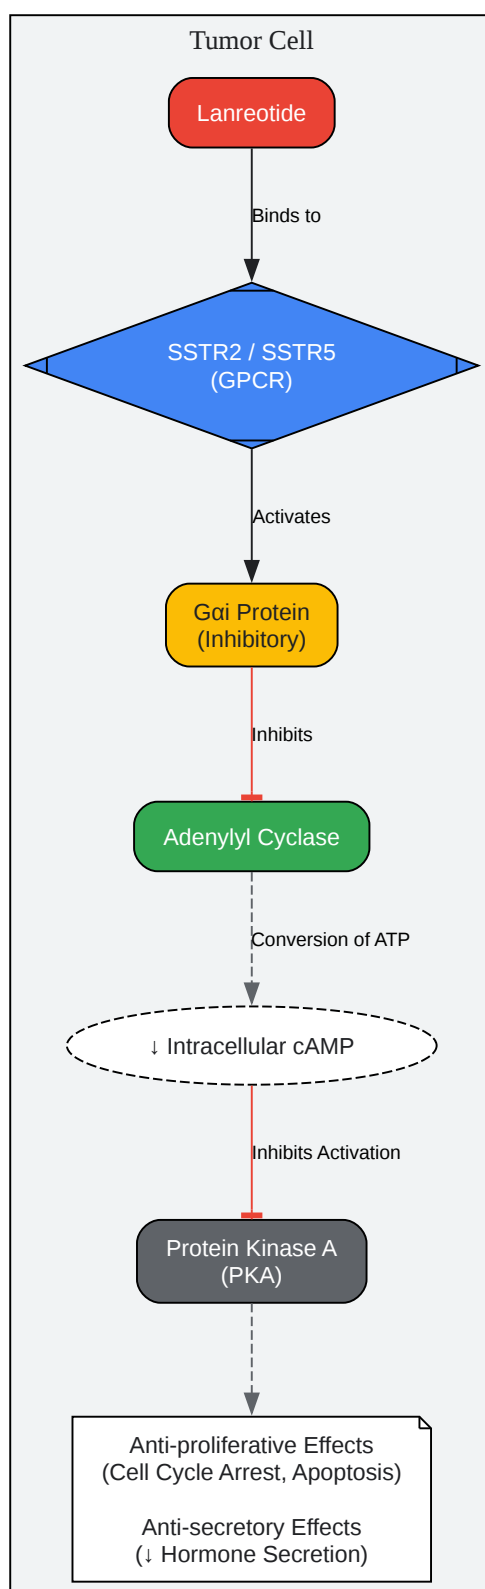 Tumor Cell
Lanreotide
Binds to
SSTR2 / SSTR5
(GPCR)
Activates
Gαi Protein
(Inhibitory)
Inhibits
Adenylyl Cyclase
Conversion of ATP
↓ Intracellular cAMP
Inhibits Activation
Protein Kinase A
(PKA)
Anti-proliferative Effects
(Cell Cycle Arrest, Apoptosis)
Anti-secretory Effects
(↓ Hormone Secretion)